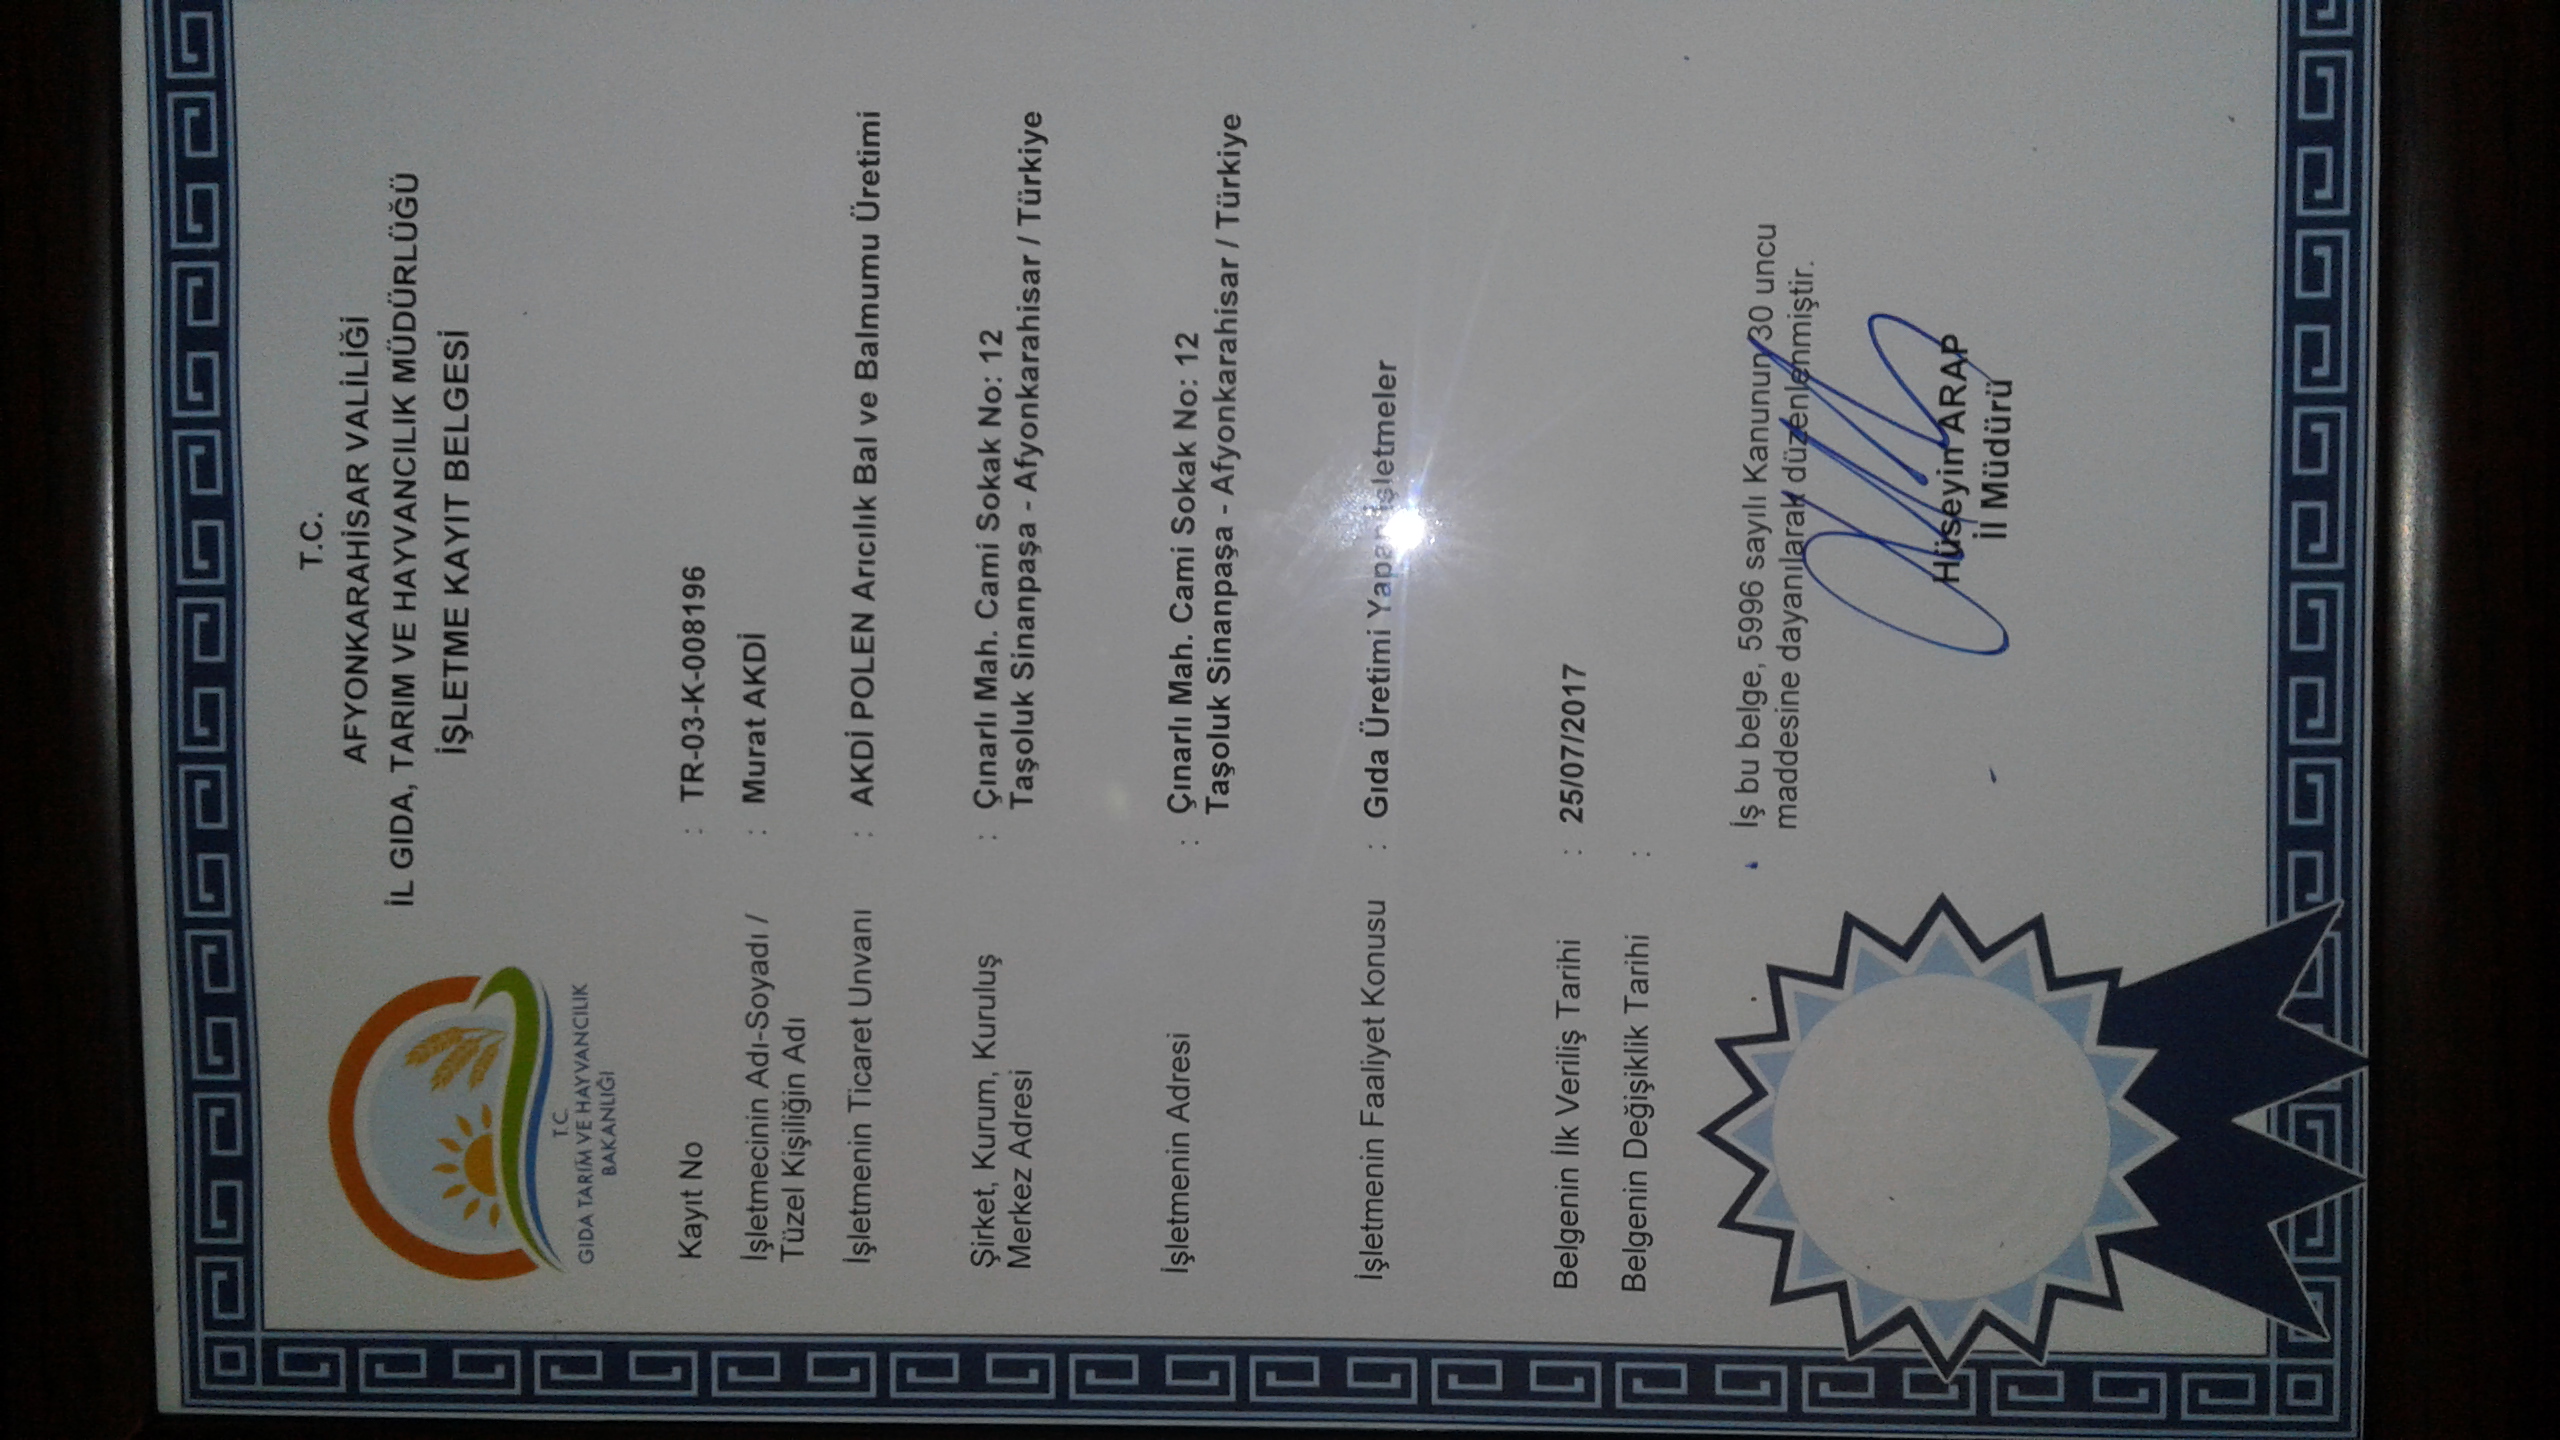 T.C.
AFYONKARAHİSAR VALİLİĞİ
İL GIDA, TARIM VE HAYVANCILIK MÜDÜRLÜĞÜ
İŞLETME KAYIT BELGESİ
T.C.
GIDA TARIM VE HAYVANCILIK
BAKANLIĞI
Kayıt No : TR-03-K-008196
İşletmecinin Adı-Soyadı / : Murat AKDİ
Tüzel Kişiliğin Adı
İşletmenin Ticaret Unvanı : AKDİ POLEN Arıcılık Bal ve Balmumu Üretimi
Şirket, Kurum, Kuruluş : Çınarlı Mah. Cami Sokak No: 12
Merkez Adresi Taşoluk Sinanpaşa - Afyonkarahisar / Türkiye
İşletmenin Adresi : Çınarlı Mah. Cami Sokak No: 12
Taşoluk Sinanpaşa - Afyonkarahisar / Türkiye
İşletmenin Faaliyet Konusu : Gıda Üretimi Yapan İşletmeler
Belgenin İlk Veriliş Tarihi : 25/07/2017
Belgenin Değişiklik Tarihi :
İş bu belge, 5996 sayılı Kanunun 30 uncu
maddesine dayanılarak düzenlenmiştir.
Hüseyin ARAP
İl Müdürü